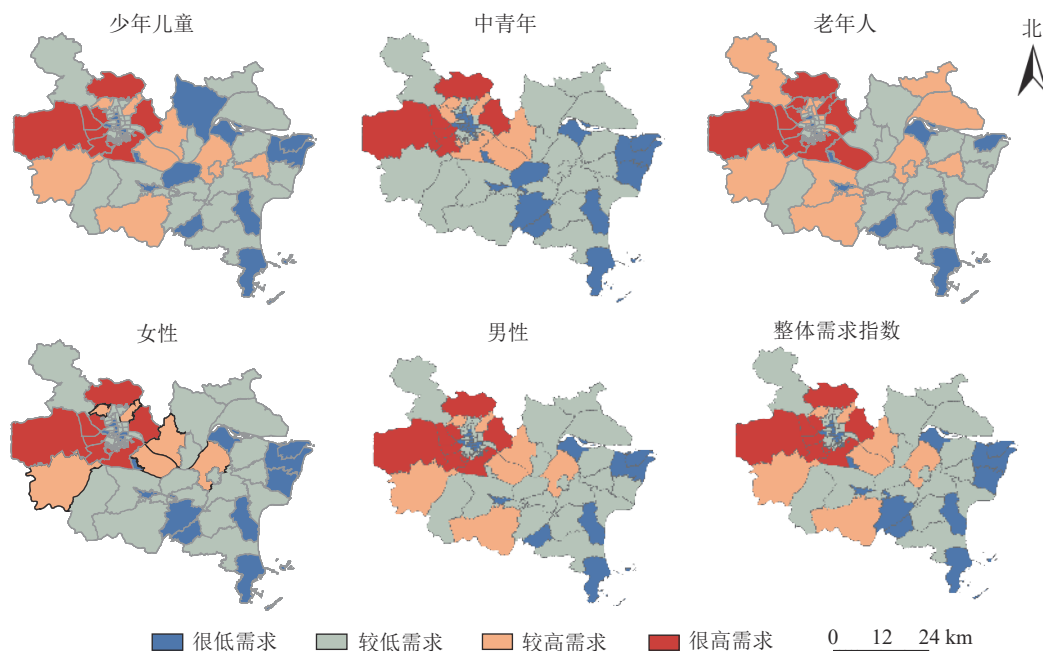 少年儿童
中青年
老年人
北
女性
男性
整体需求指数
很低需求
较低需求
较高需求
很高需求
0 12 24 km